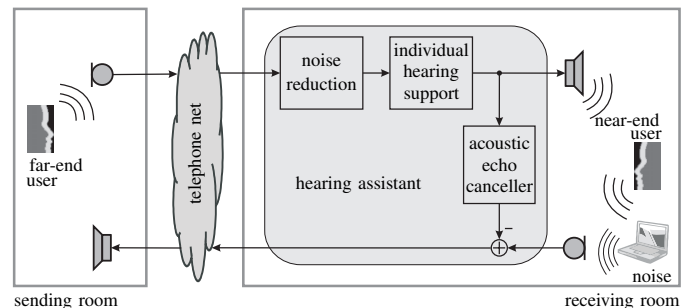 noise
reduction
individual
hearing
support
near-end
user
far-end
user
telephone net
acoustic
echo
canceller
hearing assistant
−
noise
sending room
receiving room